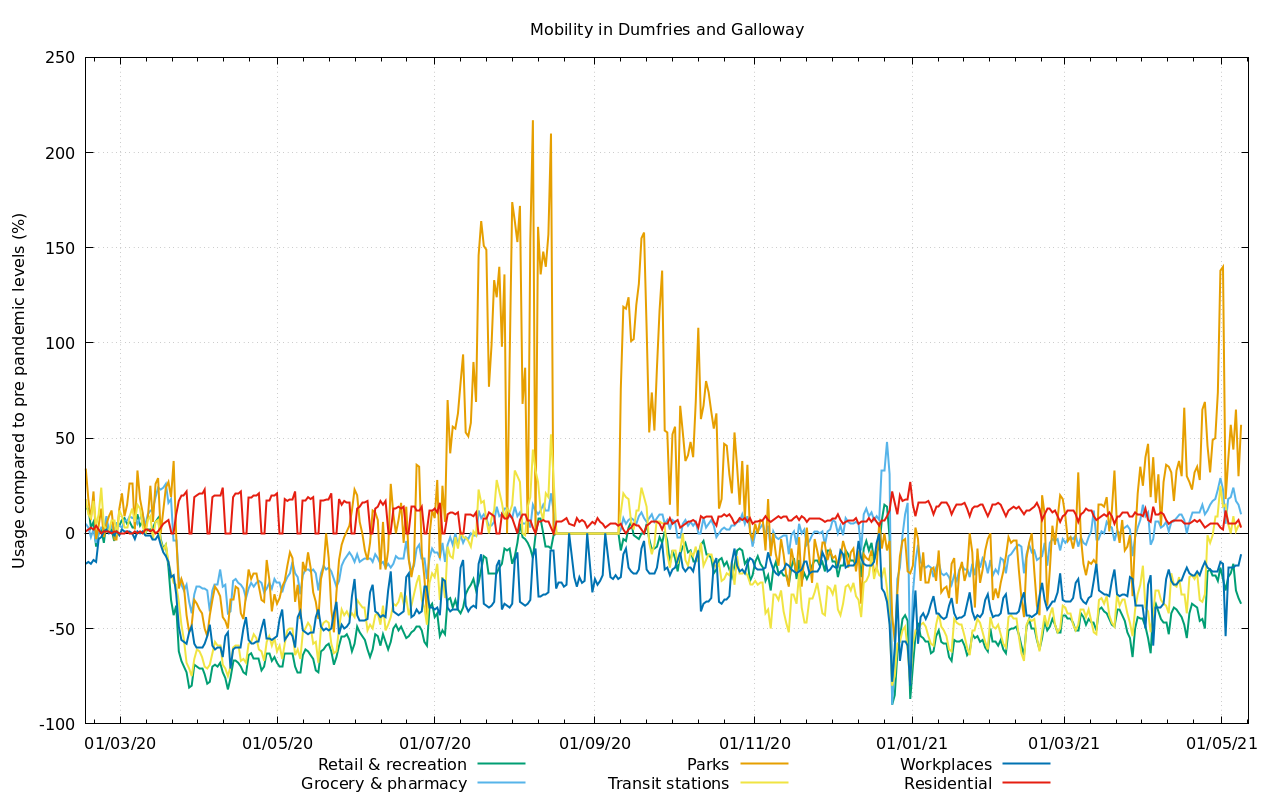 Mobility in Dumfries and Galloway
Usage compared to pre pandemic levels (%)
250
200
150
100
50
0
-50
-100
01/03/20 01/05/20 01/07/20 01/09/20 01/11/20 01/01/21 01/03/21 01/05/21
Retail & recreation Parks Workplaces
Grocery & pharmacy Transit stations Residential